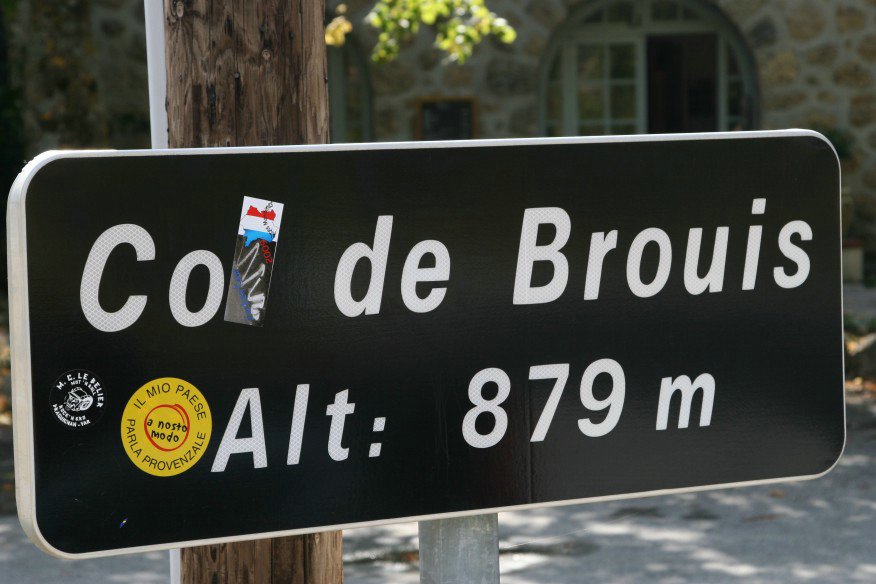 Col de Brouis
Alt: 879 m
M. C. LE BELIER
IL MIO PAESE
a nosto
modo
PARLA PROVENZALE